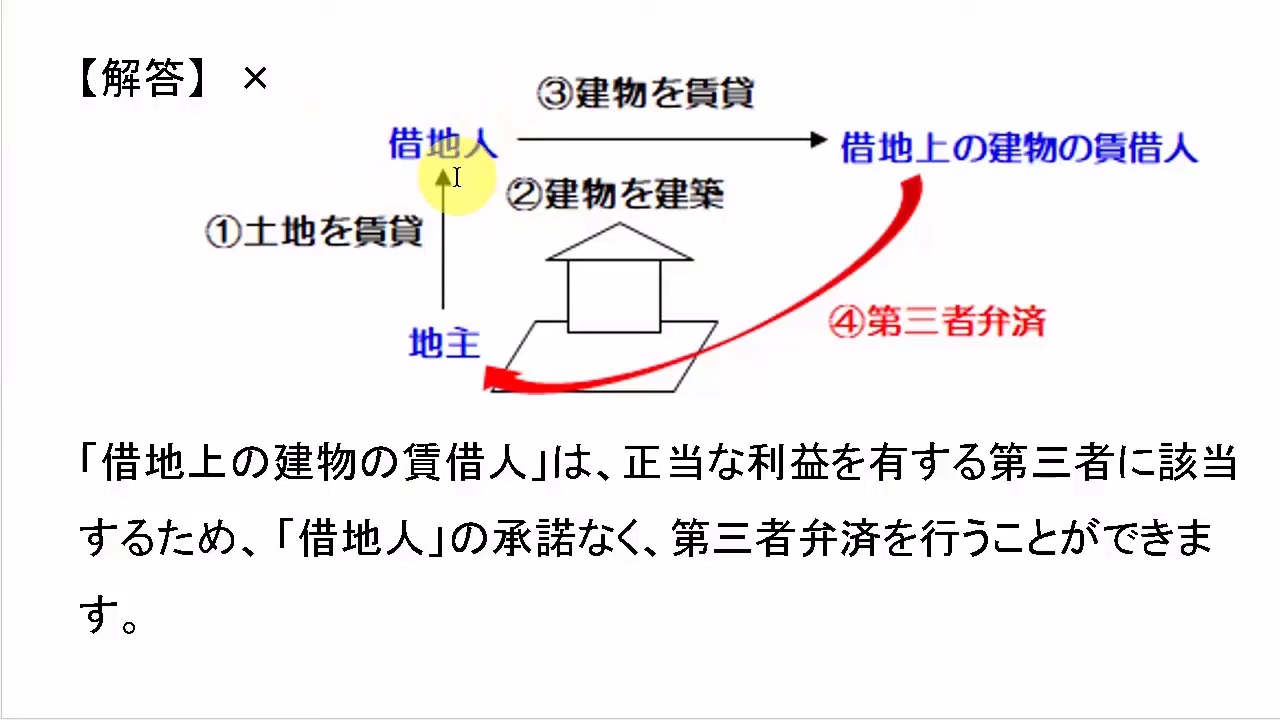 【解答】 ×
③建物を賃貸
借地人
借地上の建物の賃借人
②建物を建築
①土地を賃貸
④第三者弁済
地主
「借地上の建物の賃借人」は、正当な利益を有する第三者に該当
するため、「借地人」の承諾なく、第三者弁済を行うことができま
す。